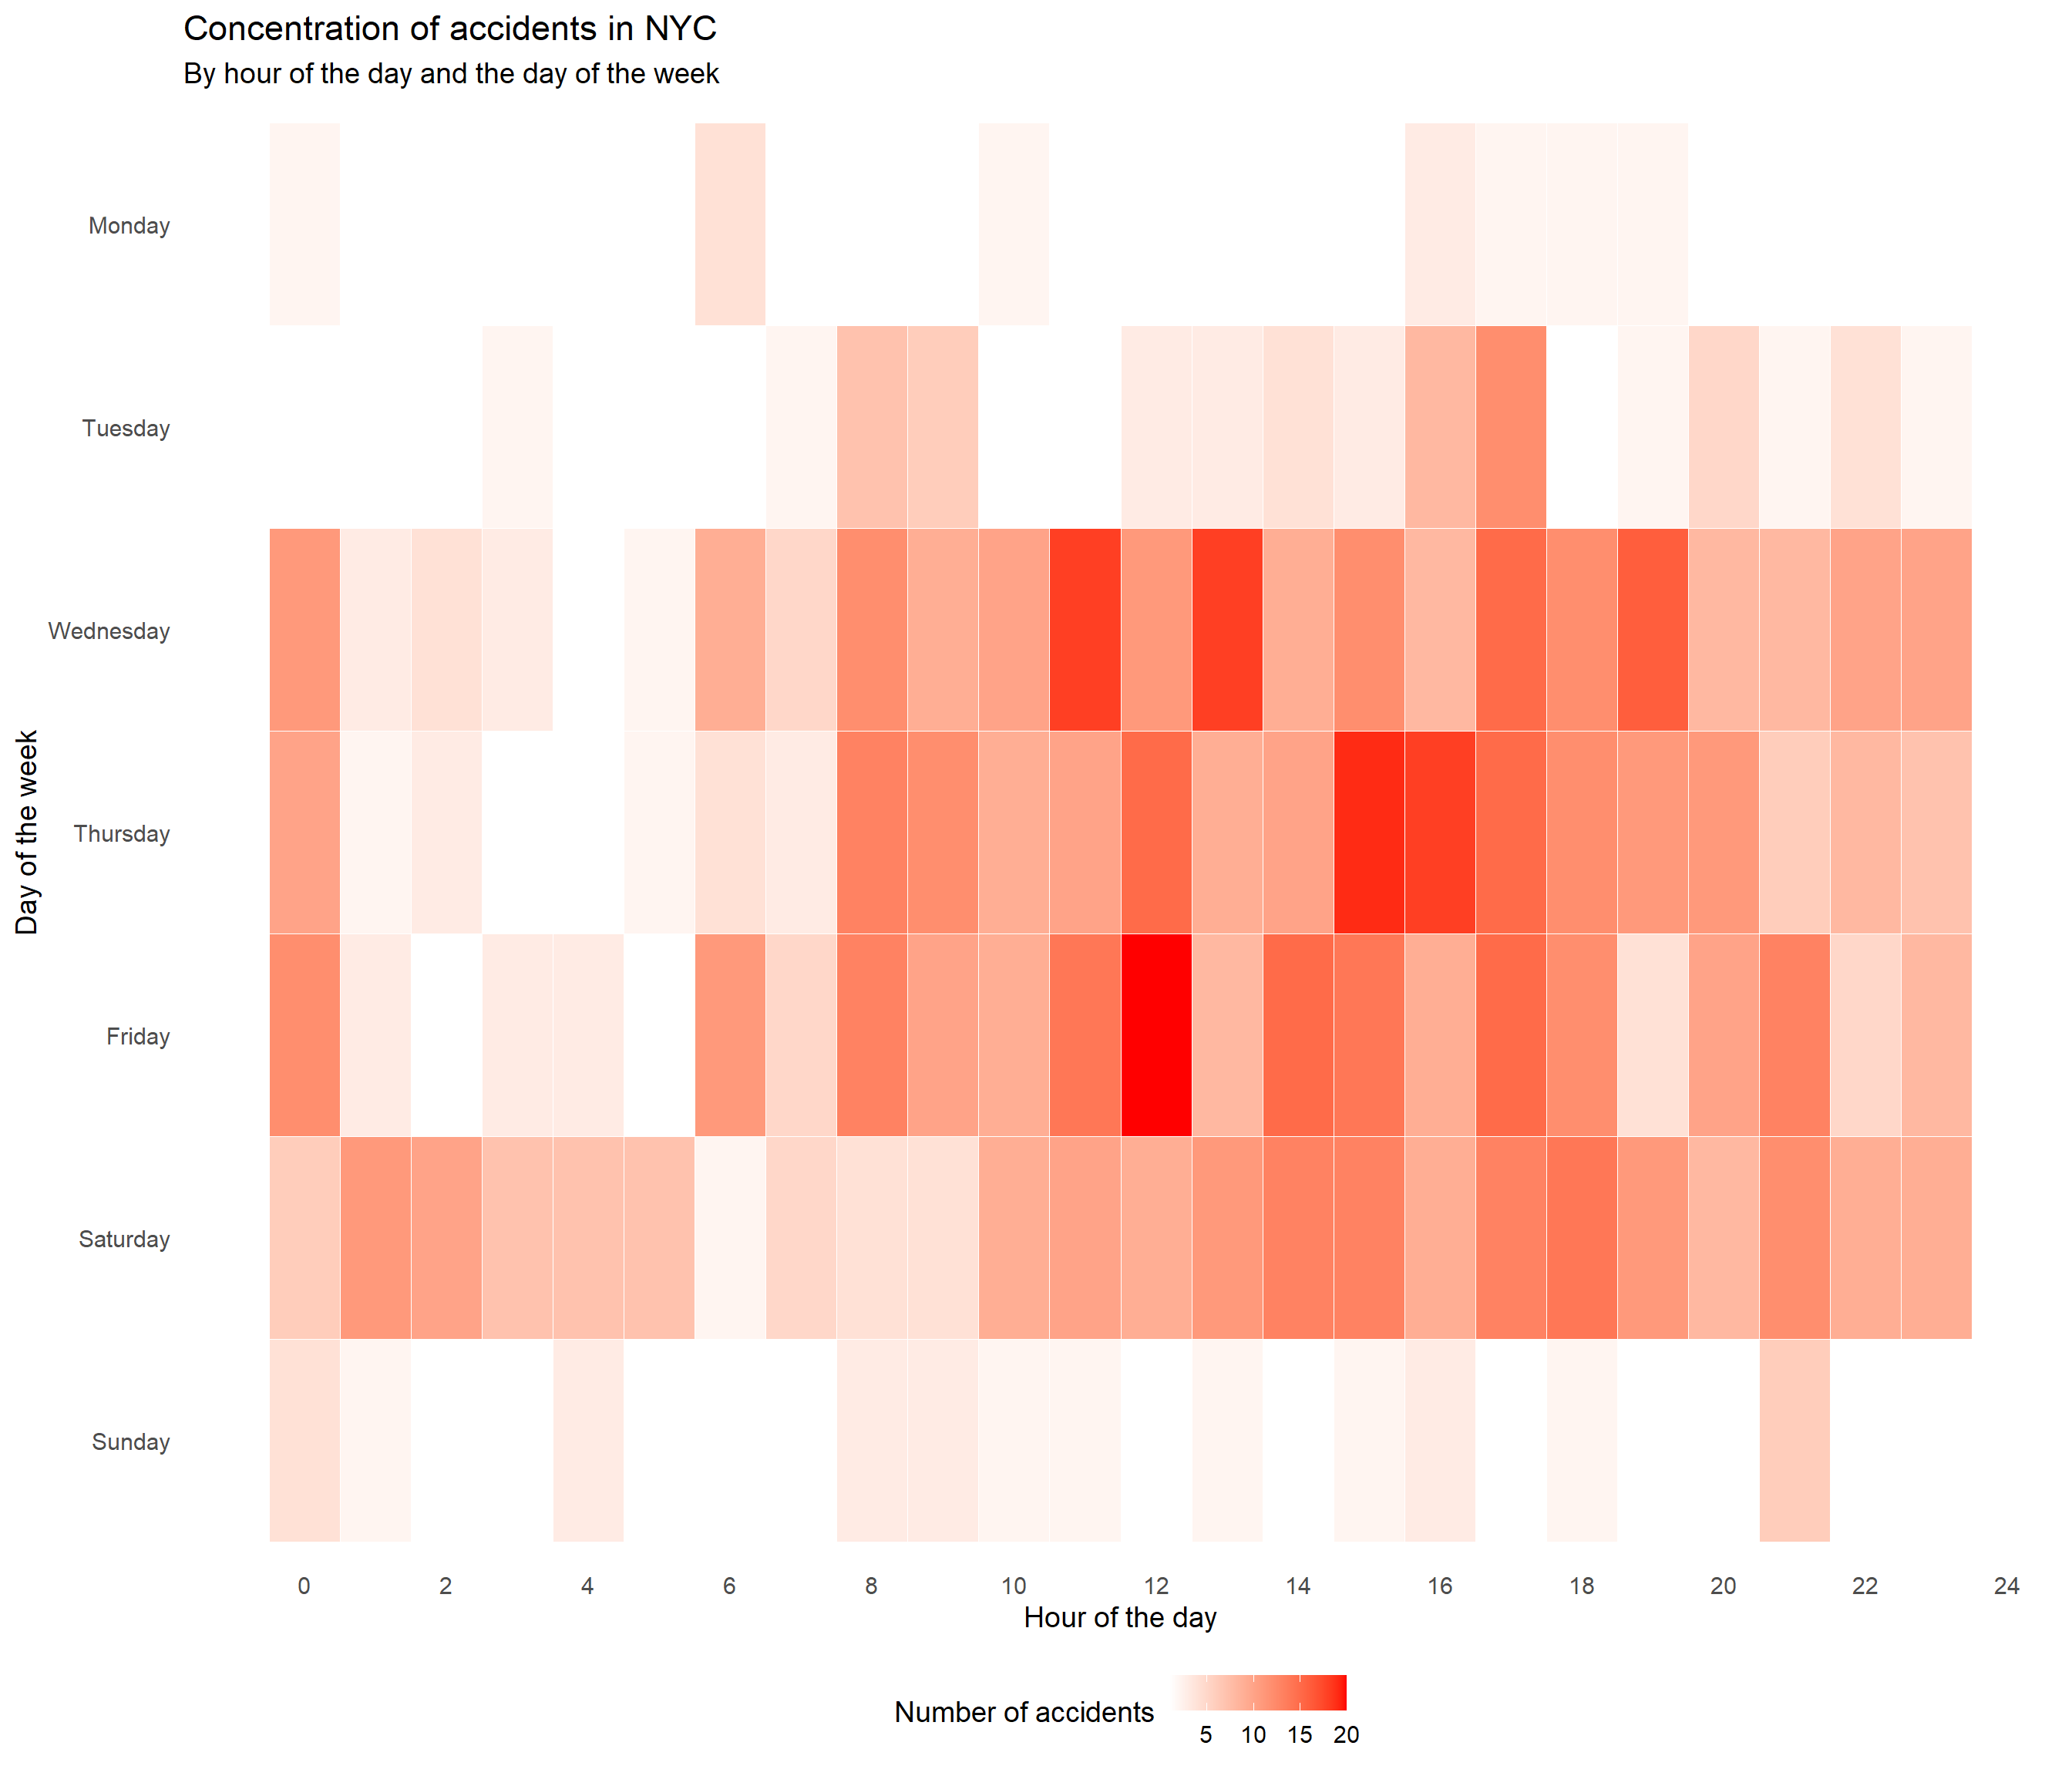 Concentration of accidents in NYC
By hour of the day and the day of the week
Day of the week
Monday
Tuesday
Wednesday
Thursday
Friday
Saturday
Sunday
0 2 4 6 8 10 12 14 16 18 20 22 24
Hour of the day
Number of accidents
5 10 15 20